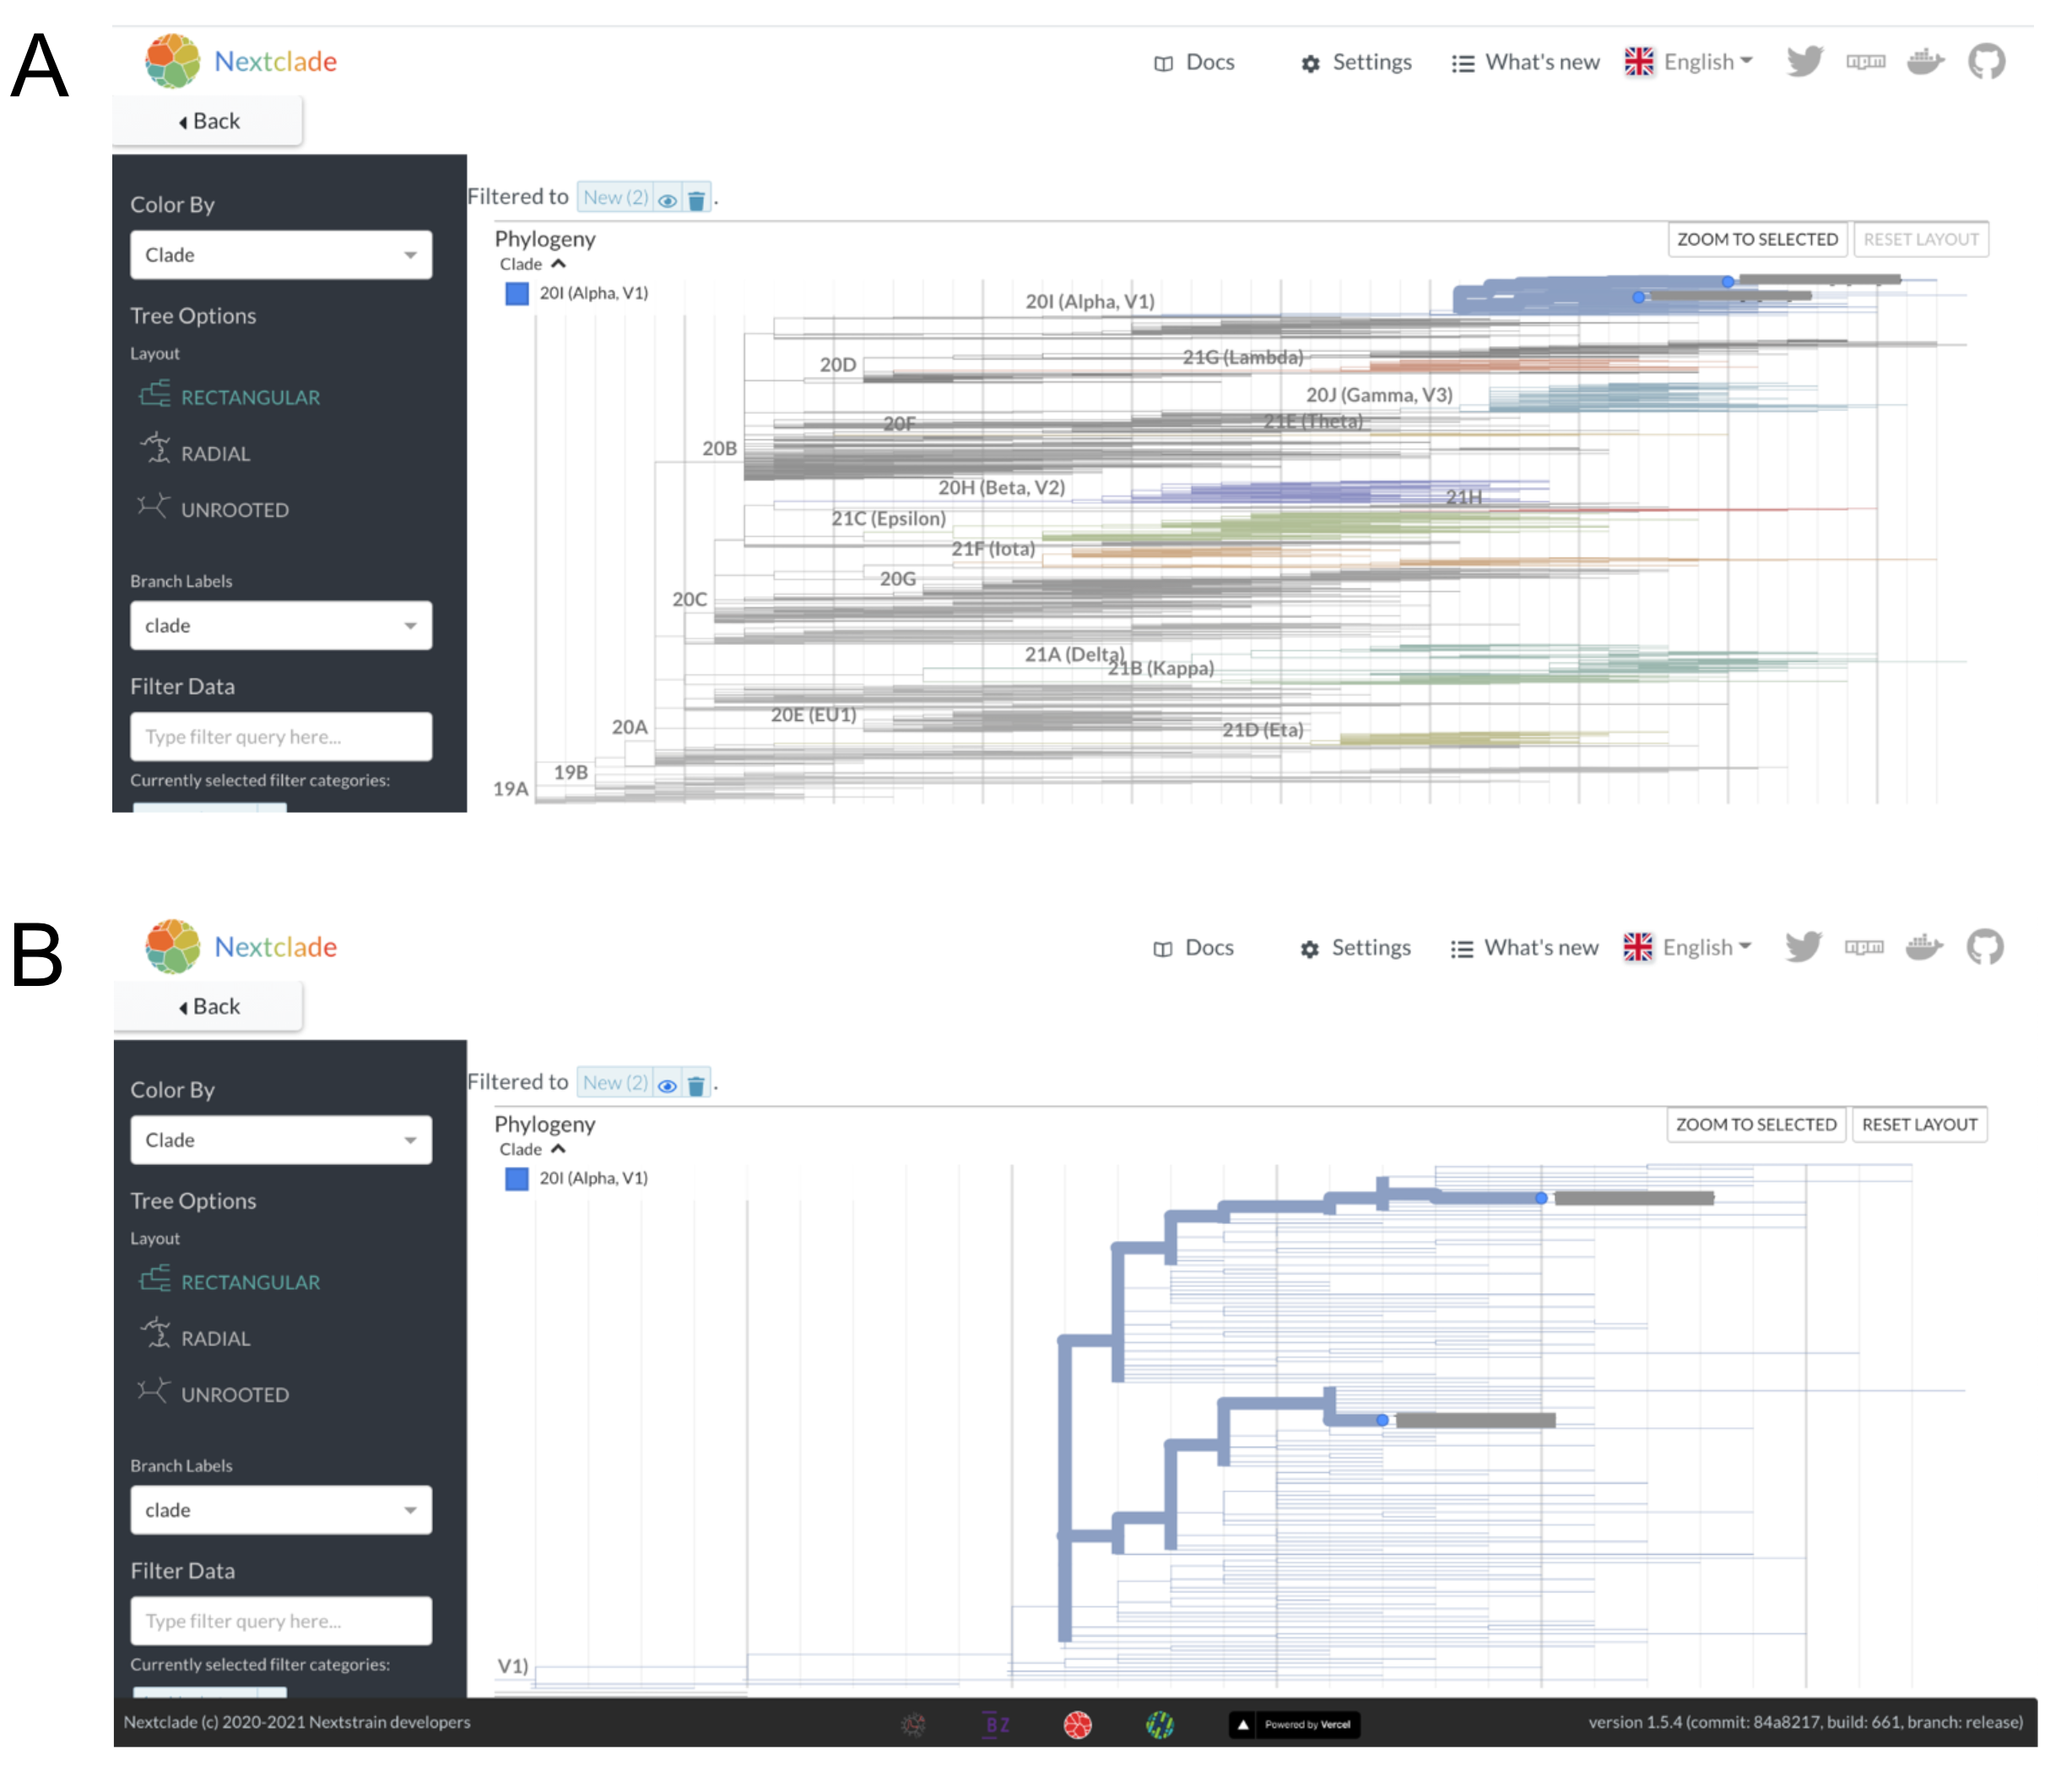 A
Nextclade
Docs Settings What's new English
Back
Color By
Clade
Tree Options
Layout
RECTANGULAR
RADIAL
UNROOTED
Branch Labels
clade
Filter Data
Type filter query here...
Currently selected filter categories:
Filtered to New (2) .
Phylogeny
ZOOM TO SELECTED RESET LAYOUT
Clade
20I (Alpha, V1)
20I (Alpha, V1)
20D
21G (Lambda)
20J (Gamma, V3)
20F
21E (Theta)
20B
20H (Beta, V2)
21H
21C (Epsilon)
21F (Iota)
20G
20C
21A (Delta)
21B (Kappa)
20E (EU1)
20A
21D (Eta)
19B
19A
B
Nextclade
Docs Settings What's new English
Back
Color By
Clade
Tree Options
Layout
RECTANGULAR
RADIAL
UNROOTED
Branch Labels
clade
Filter Data
Type filter query here...
Currently selected filter categories:
Filtered to New (2) .
Phylogeny
ZOOM TO SELECTED RESET LAYOUT
Clade
20I (Alpha, V1)
V1)
Nextclade (c) 2020-2021 Nextstrain developers
BZ
Powered by Vercel
version 1.5.4 (commit: 84a8217, build: 661, branch: release)